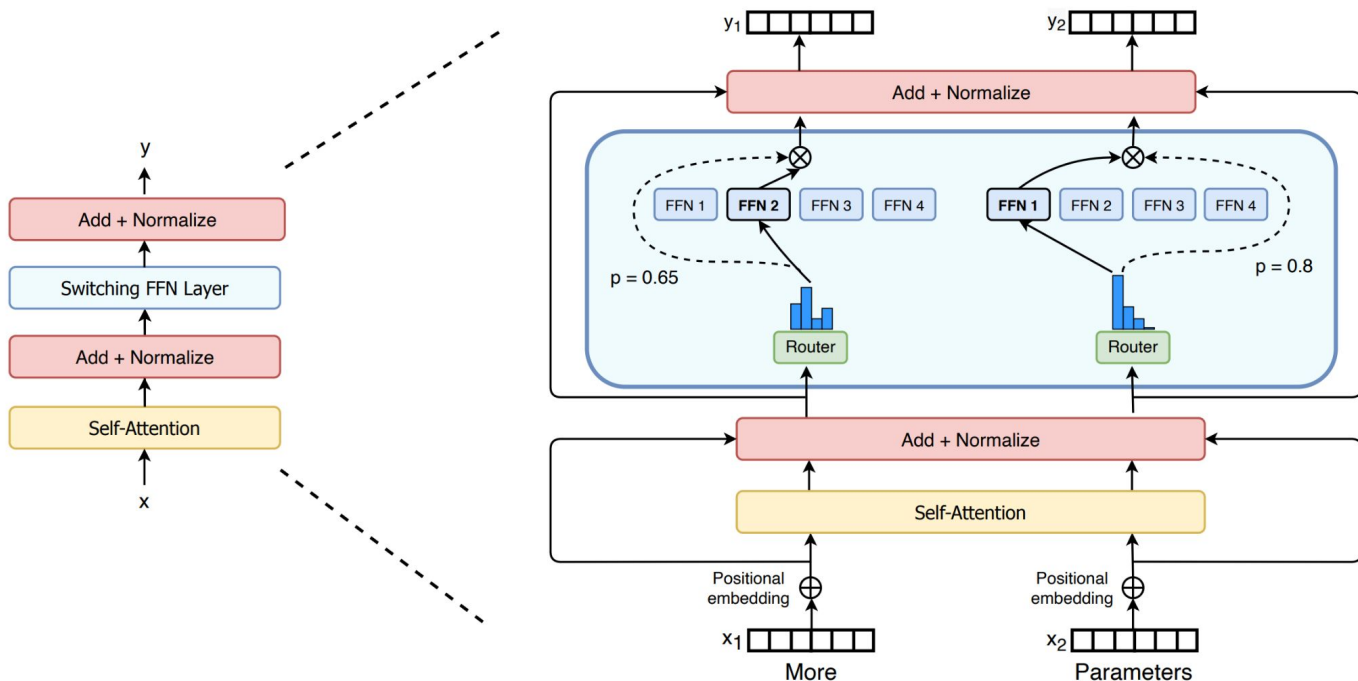 y
Add + Normalize
Switching FFN Layer
Add + Normalize
Self-Attention
x
y1
y2
Add + Normalize
FFN 1 FFN 2 FFN 3 FFN 4
FFN 1 FFN 2 FFN 3 FFN 4
p = 0.65
p = 0.8
Router
Router
Add + Normalize
Self-Attention
Positional
embedding
Positional
embedding
x1
x2
More
Parameters